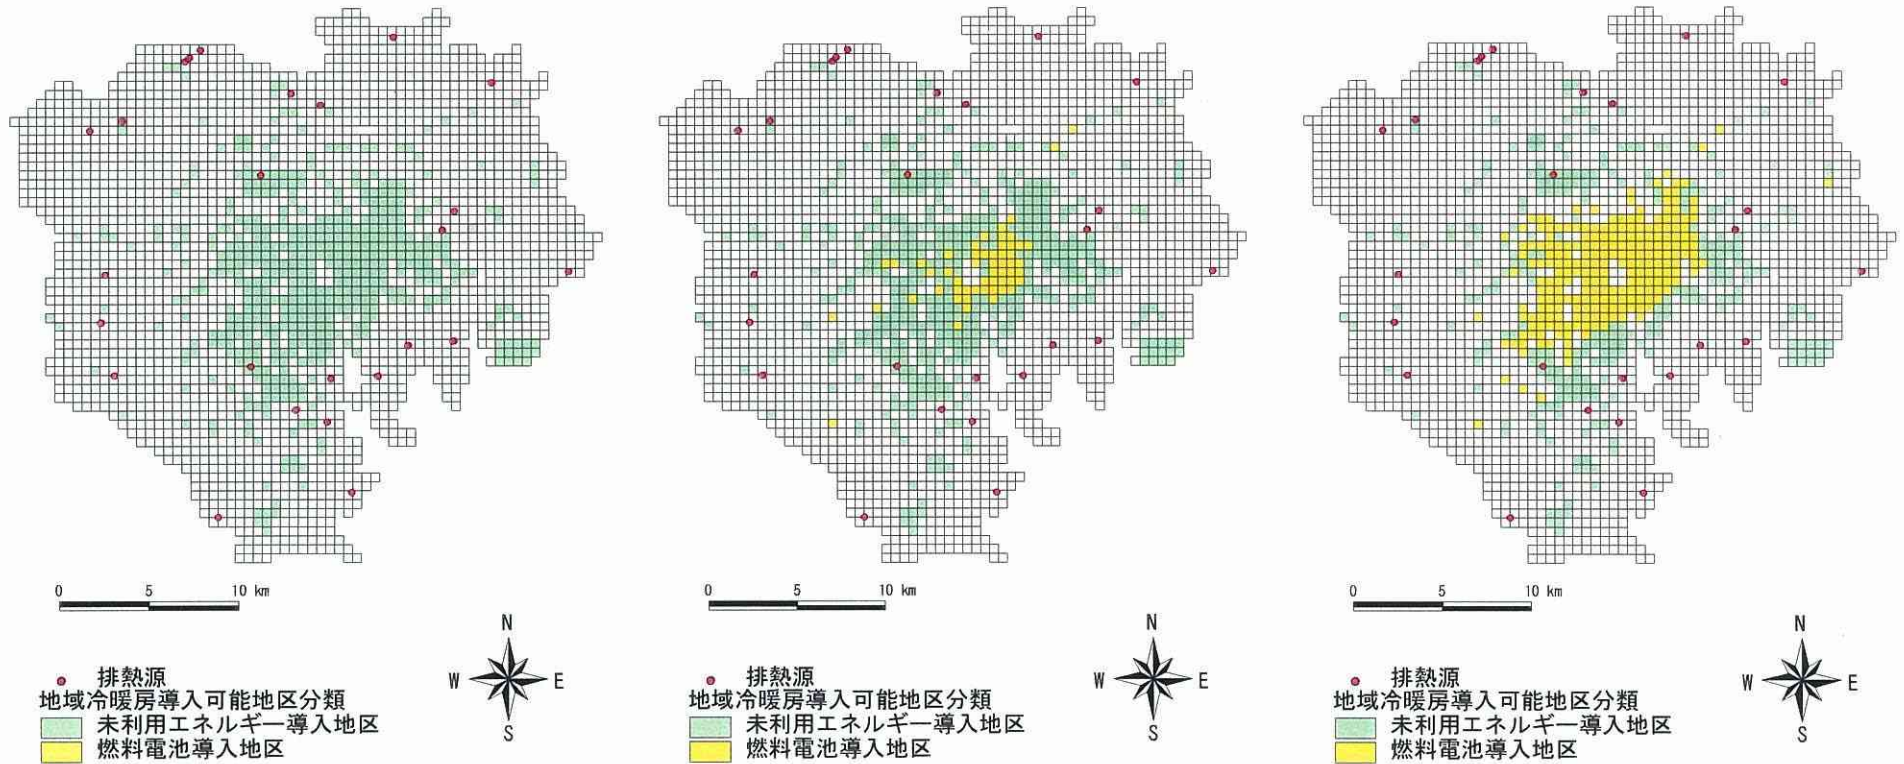 0 5 10 km
N
W E
S
排熱源
地域冷暖房導入可能地区分類
未利用エネルギー導入地区
燃料電池導入地区
0 5 10 km
N
W E
S
排熱源
地域冷暖房導入可能地区分類
未利用エネルギー導入地区
燃料電池導入地区
0 5 10 km
N
W E
S
排熱源
地域冷暖房導入可能地区分類
未利用エネルギー導入地区
燃料電池導入地区